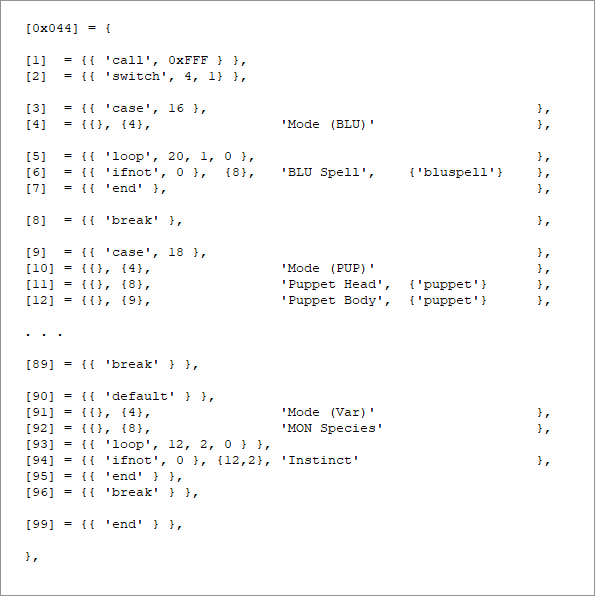 [0x044] = {
[1]  = {{ 'call', 0xFFF } },
[2]  = {{ 'switch', 4, 1} },
[3]  = {{ 'case', 16 },                                         },
[4]  = {{}, {4},               'Mode (BLU)'                    },
[5]  = {{ 'loop', 20, 1, 0 },                                   },
[6]  = {{ 'ifnot', 0 },  {8},   'BLU Spell',    {'bluspell'}    },
[7]  = {{ 'end' },                                              },
[8]  = {{ 'break' },                                            },
[9]  = {{ 'case', 18 },                                         },
[10] = {{}, {4},               'Mode (PUP)'                    },
[11] = {{}, {8},               'Puppet Head',  {'puppet'}      },
[12] = {{}, {9},               'Puppet Body',  {'puppet'}      },
. . .
[89] = {{ 'break' } },
[90] = {{ 'default' } },
[91] = {{}, {4},               'Mode (Var)'                    },
[92] = {{}, {8},               'MON Species'                   },
[93] = {{ 'loop', 12, 2, 0 } },
[94] = {{ 'ifnot', 0 }, {12,2}, 'Instinct'                      },
[95] = {{ 'end' } },
[96] = {{ 'break' } },
[99] = {{ 'end' } },
},